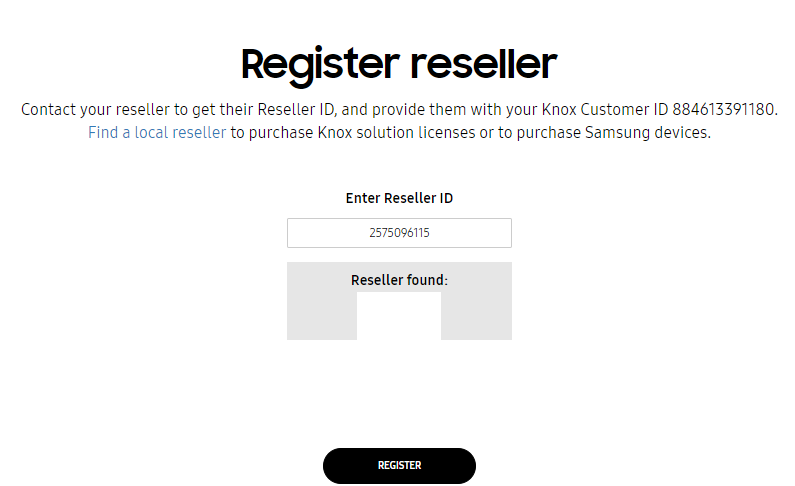 Register reseller
Contact your reseller to get their Reseller ID, and provide them with your Knox Customer ID 884613391180.
Find a local reseller to purchase Knox solution licenses or to purchase Samsung devices.
Enter Reseller ID
2575096115
Reseller found:
REGISTER